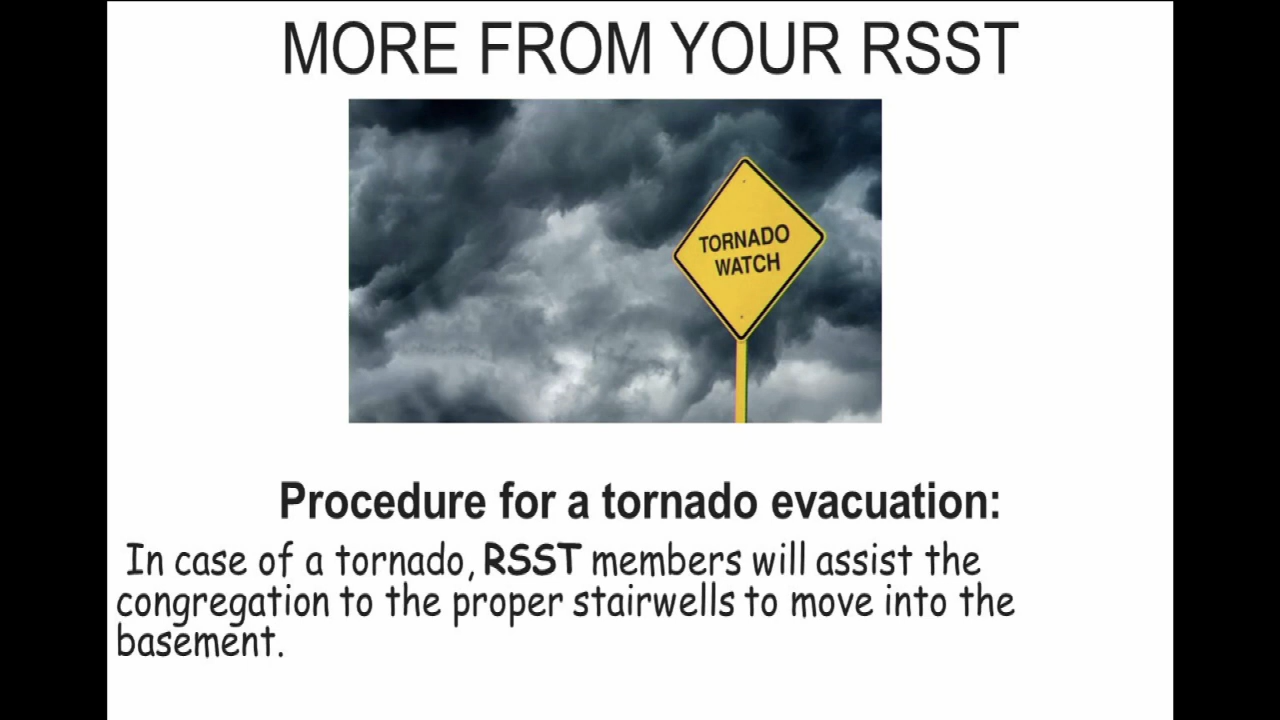 MORE FROM YOUR RSST
TORNADO
WATCH
Procedure for a tornado evacuation:
In case of a tornado, RSST members will assist the
congregation to the proper stairwells to move into the
basement.